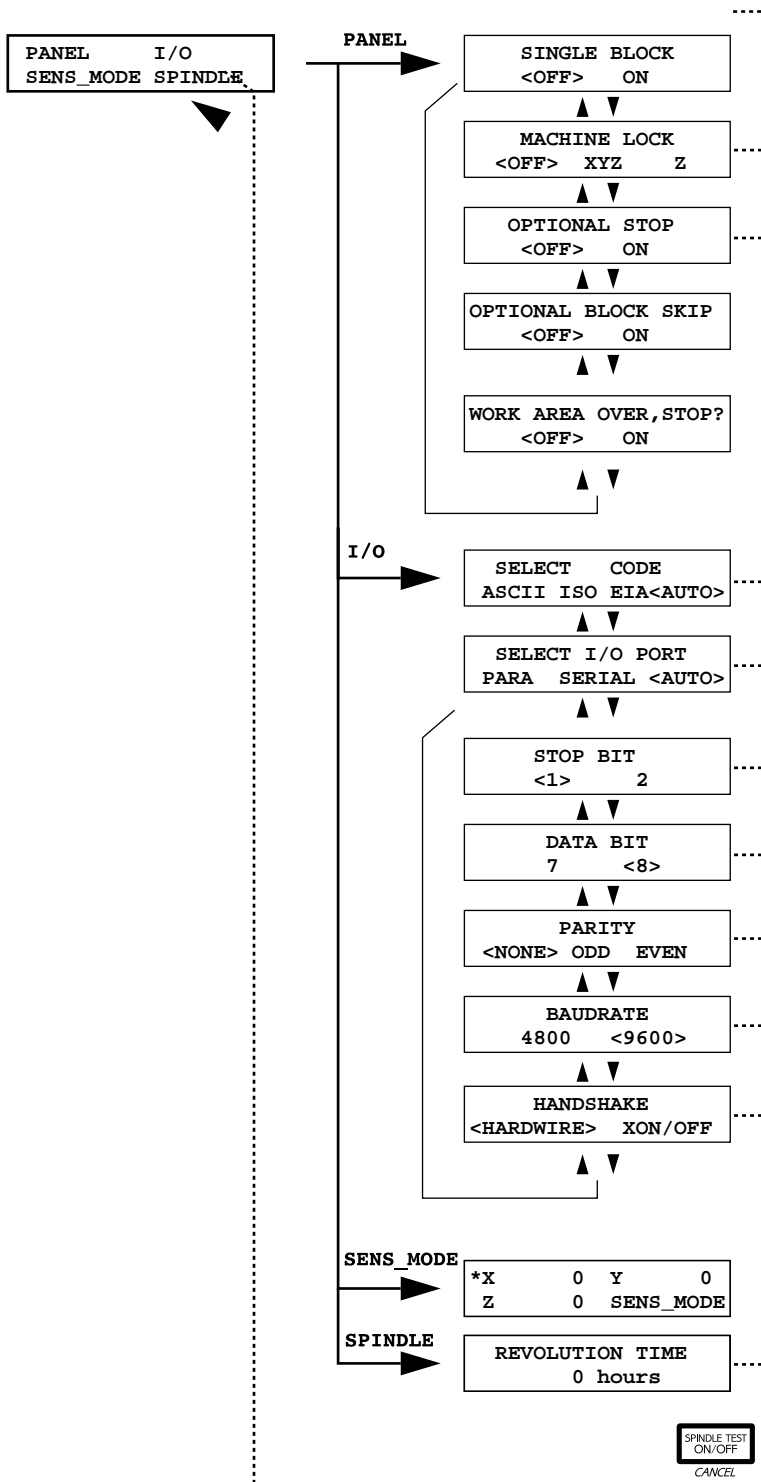 PANEL I/O
SENS_MODE SPINDLE
PANEL
SINGLE BLOCK
<OFF> ON
MACHINE LOCK
<OFF> XYZ Z
OPTIONAL STOP
<OFF> ON
OPTIONAL BLOCK SKIP
<OFF> ON
WORK AREA OVER,STOP?
<OFF> ON
I/O
SELECT CODE
ASCII ISO EIA<AUTO>
SELECT I/O PORT
PARA SERIAL <AUTO>
STOP BIT
<1> 2
DATA BIT
7 <8>
PARITY
<NONE> ODD EVEN
BAUDRATE
4800 <9600>
HANDSHAKE
<HARDWIRE> XON/OFF
SENS_MODE
*X 0 Y 0
Z 0 SENS_MODE
SPINDLE
REVOLUTION TIME
0 hours
SPINDLE TEST
ON/OFF
CANCEL